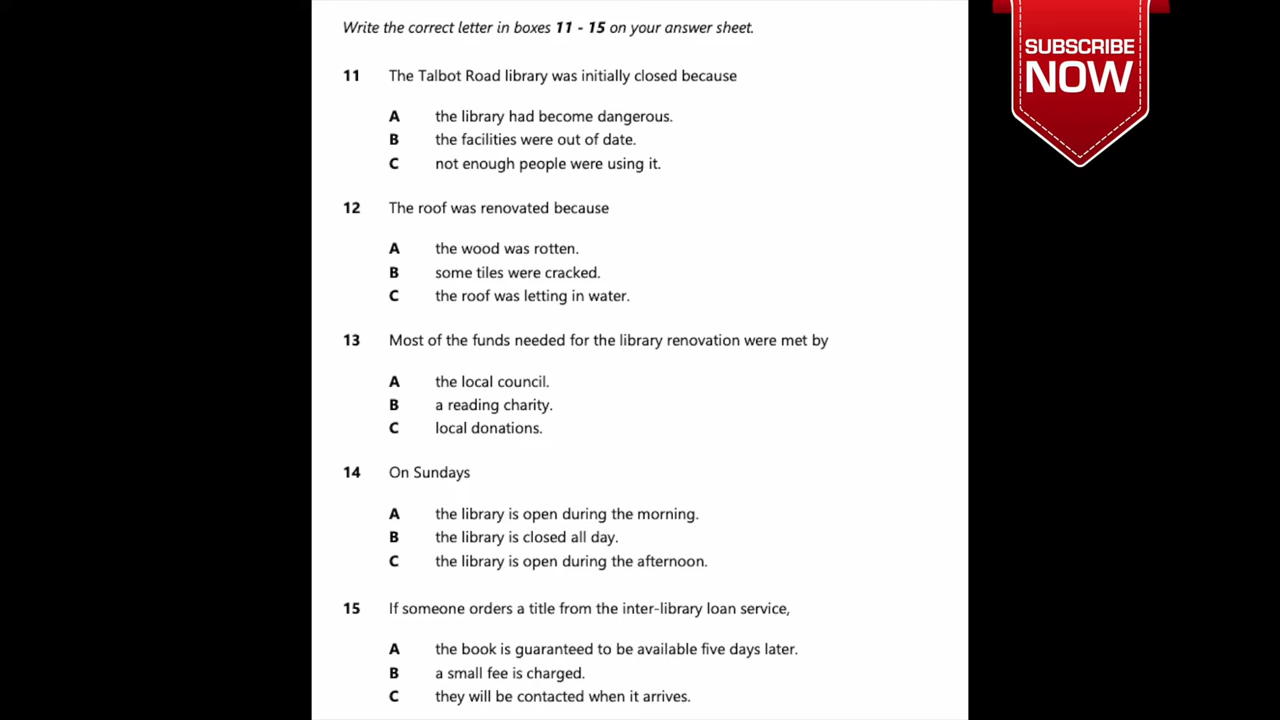 Write the correct letter in boxes 11 - 15 on your answer sheet.
SUBSCRIBE
NOW
11 The Talbot Road library was initially closed because
A the library had become dangerous.
B the facilities were out of date.
C not enough people were using it.
12 The roof was renovated because
A the wood was rotten.
B some tiles were cracked.
C the roof was letting in water.
13 Most of the funds needed for the library renovation were met by
A the local council.
B a reading charity.
C local donations.
14 On Sundays
A the library is open during the morning.
B the library is closed all day.
C the library is open during the afternoon.
15 If someone orders a title from the inter-library loan service,
A the book is guaranteed to be available five days later.
B a small fee is charged.
C they will be contacted when it arrives.